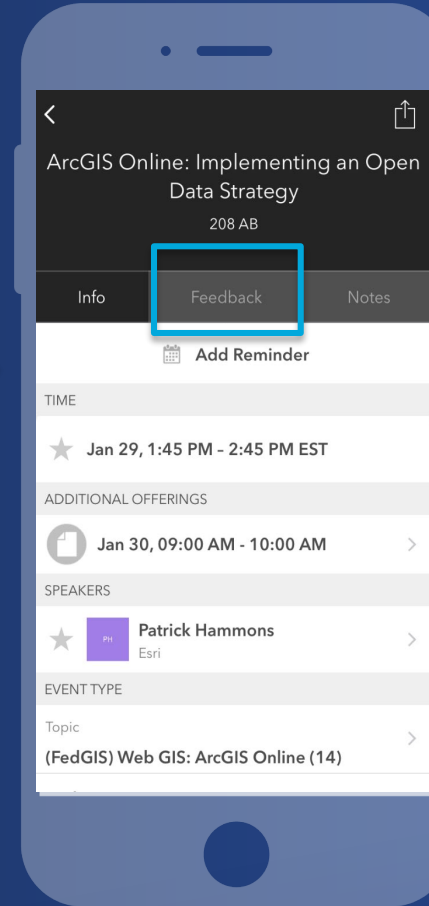 ArcGIS Online: Implementing an Open
Data Strategy
208 AB
Info Feedback Notes
Add Reminder
TIME
Jan 29, 1:45 PM – 2:45 PM EST
ADDITIONAL OFFERINGS
Jan 30, 09:00 AM - 10:00 AM
SPEAKERS
PH
Patrick Hammons
Esri
EVENT TYPE
Topic
(FedGIS) Web GIS: ArcGIS Online (14)